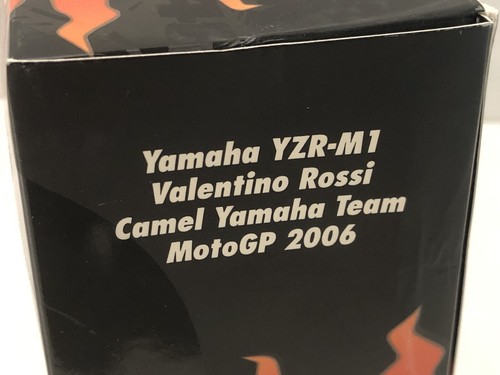 Yamaha YZR-M1
Valentino Rossi
Camel Yamaha Team
MotoGP 2006